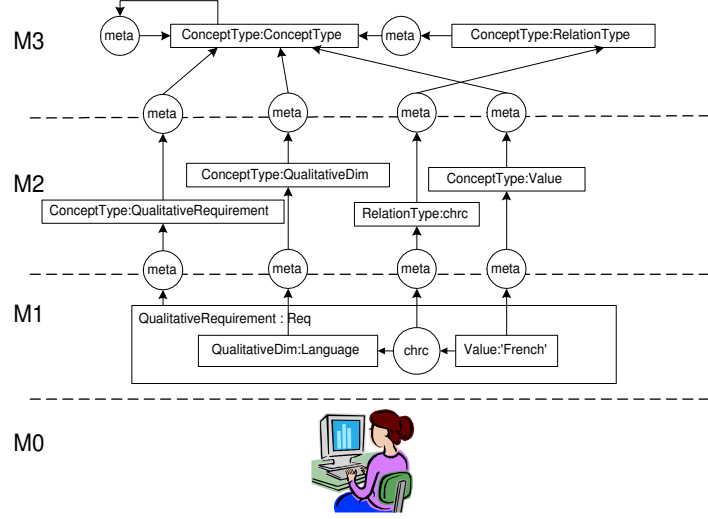 M3
meta
ConceptType:ConceptType
meta
ConceptType:RelationType
meta
meta
meta
meta
M2
ConceptType:QualitativeDim
ConceptType:Value
ConceptType:QualitativeRequirement
RelationType:chrc
meta
meta
meta
meta
M1
QualitativeRequirement : Req
QualitativeDim:Language
chrc
Value:'French'
M0